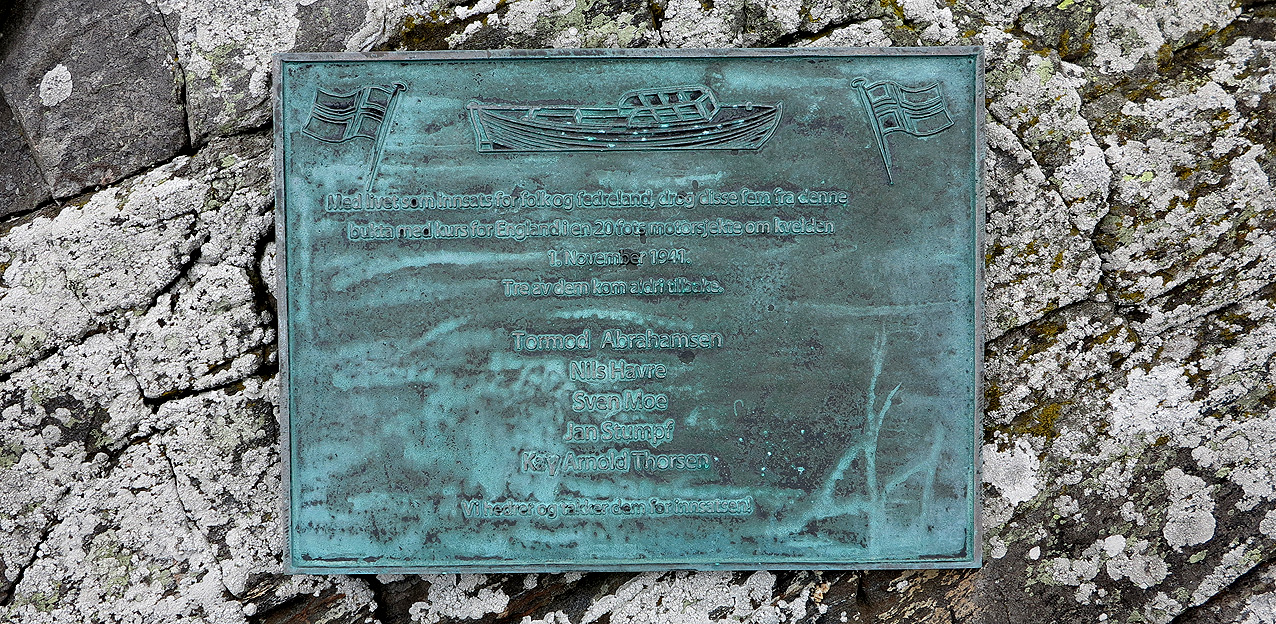 Med livet som innsats for folk og fedreland, drog disse fem fra denne
bukta med kurs for England i en 20 fots motorsjekte om kvelden
1. November 1941.
Tre av dem kom aldri tilbake.
Tormod Abrahamsen
Nils Havre
Sven Moe
Jan Stumpf
Kay Arnold Thorsen
Vi hedrer og takker dem for innsatsen!